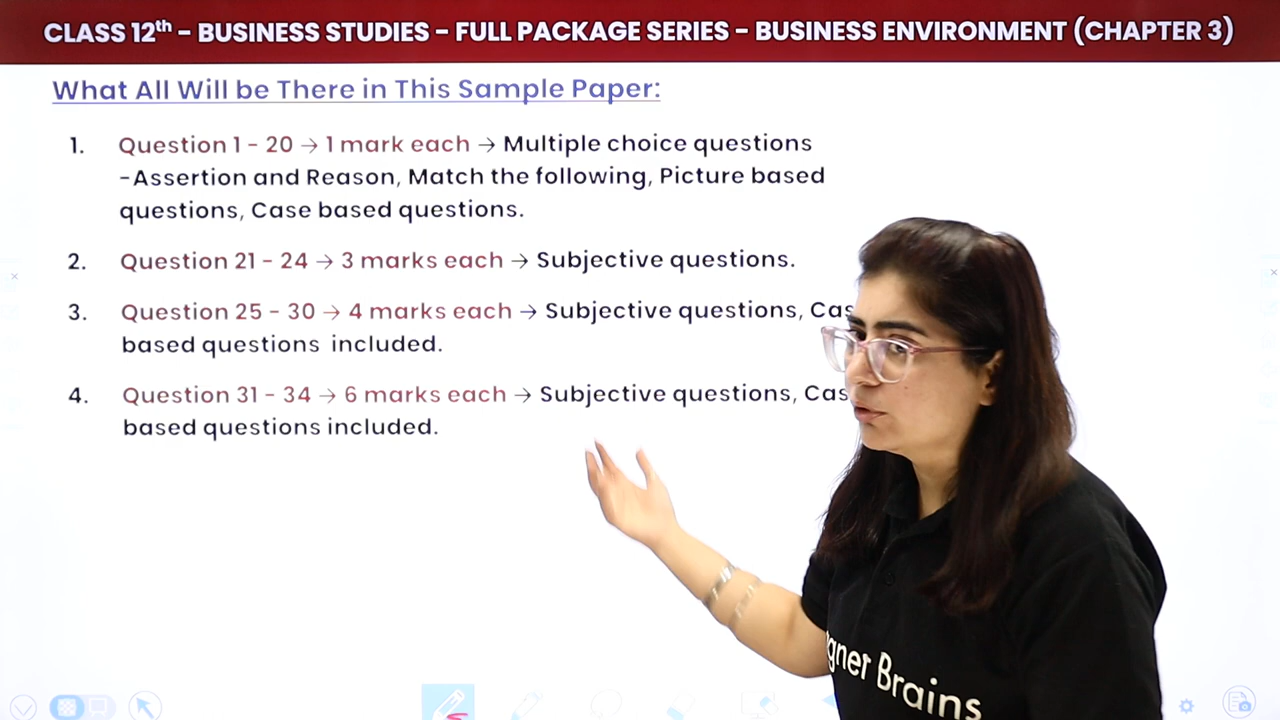 CLASS 12th – BUSINESS STUDIES – FULL PACKAGE SERIES – BUSINESS ENVIRONMENT (CHAPTER 3)
What All Will be There in This Sample Paper:
1. Question 1 - 20 → 1 mark each → Multiple choice questions
-Assertion and Reason, Match the following, Picture based
questions, Case based questions.
2. Question 21 - 24 → 3 marks each → Subjective questions.
3. Question 25 - 30 → 4 marks each → Subjective questions,
based questions included.
4. Question 31 - 34 → 6 marks each → Subjective questions,
based questions included.
Brains